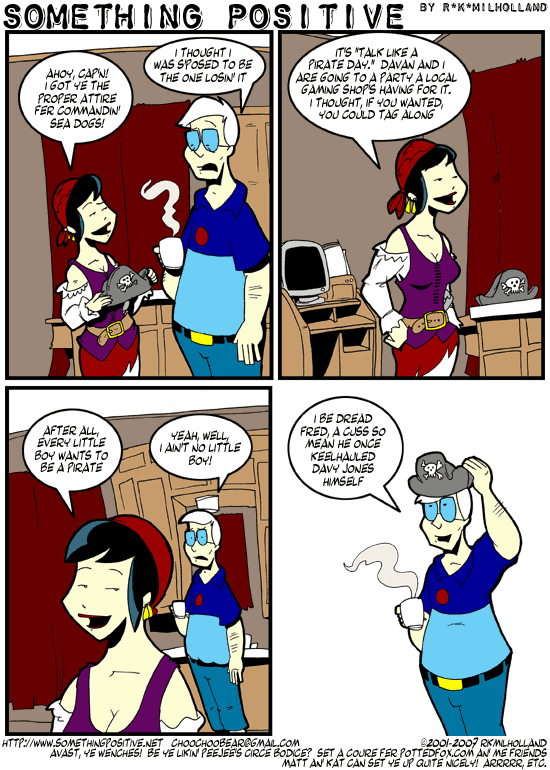 SOMETHING POSITIVE BY R*K*MILHOLLAND
AHOY, CAP'N!
I GOT YE THE
PROPER ATTIRE
FER COMMANDIN'
SEA DOGS!
I THOUGHT I
WAS S'POSED TO BE
THE ONE LOSIN' IT
IT'S "TALK LIKE A
PIRATE DAY." DAVAN AND I
ARE GOING TO A PARTY A LOCAL
GAMING SHOP'S HAVING FOR IT.
I THOUGHT, IF YOU WANTED,
YOU COULD TAG ALONG
AFTER ALL,
EVERY LITTLE
BOY WANTS TO
BE A PIRATE
YEAH, WELL,
I AIN'T NO LITTLE
BOY!
I BE DREAD
FRED, A CUSS SO
MEAN HE ONCE
KEELHAULED
DAVY JONES
HIMSELF
HTTP://WWW.SOMETHINGPOSITIVE.NET CHOOCHOOBEAR@GMAIL.COM ©2001-2007 RKMILHOLLAND
AVAST, YE WENCHES! BE YE LIKIN' PEEJEE'S CIRCE BODICE? SET A COURE FER POTTEDFOX.COM AN' ME FRIENDS
MATT AN' KAT CAN SET YE UP QUITE NICELY! ARRRRR, ETC.